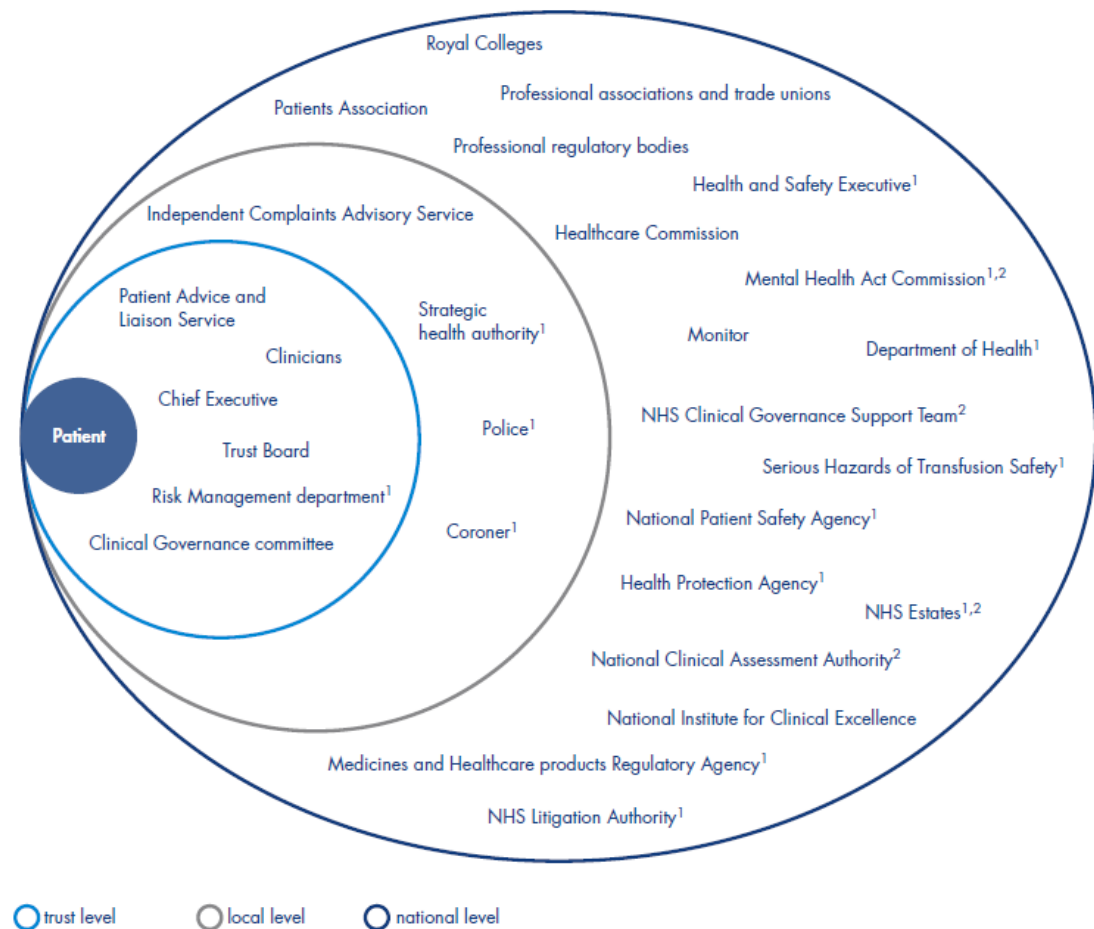 Royal Colleges
Professional associations and trade unions
Patients Association
Professional regulatory bodies
Health and Safety Executive¹
Independent Complaints Advisory Service
Healthcare Commission
Mental Health Act Commission¹,²
Patient Advice and
Liaison Service
Strategic
health authority¹
Monitor
Department of Health¹
Clinicians
Chief Executive
NHS Clinical Governance Support Team²
Police¹
Patient
Trust Board
Serious Hazards of Transfusion Safety¹
Risk Management department¹
National Patient Safety Agency¹
Coroner¹
Clinical Governance committee
Health Protection Agency¹
NHS Estates¹,²
National Clinical Assessment Authority²
National Institute for Clinical Excellence
Medicines and Healthcare products Regulatory Agency¹
NHS Litigation Authority¹
trust level
local level
national level